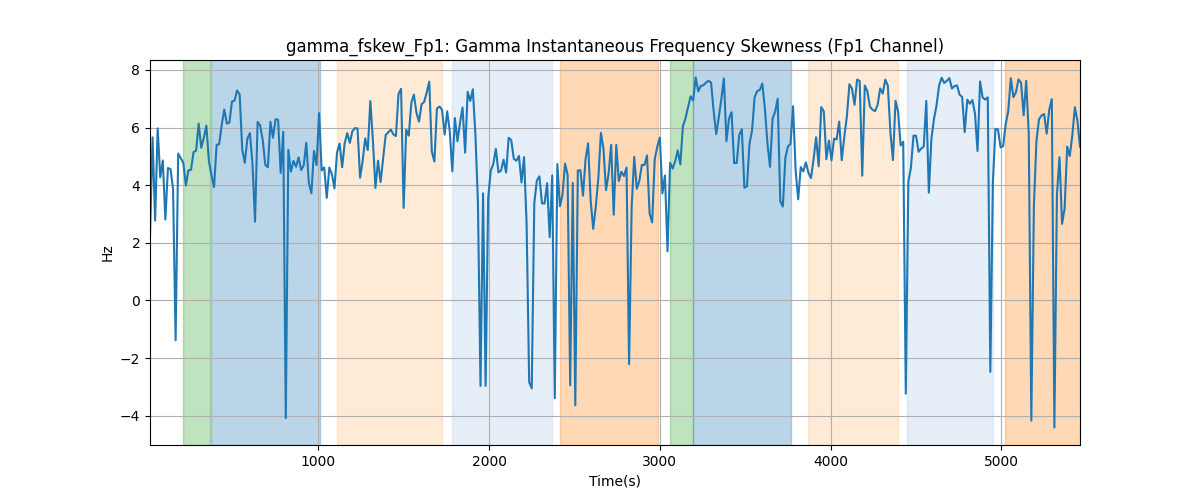 gamma_fskew_Fp1: Gamma Instantaneous Frequency Skewness (Fp1 Channel)
8
6
4
2
0
−2
−4
Hz
1000 2000 3000 4000 5000
Time(s)